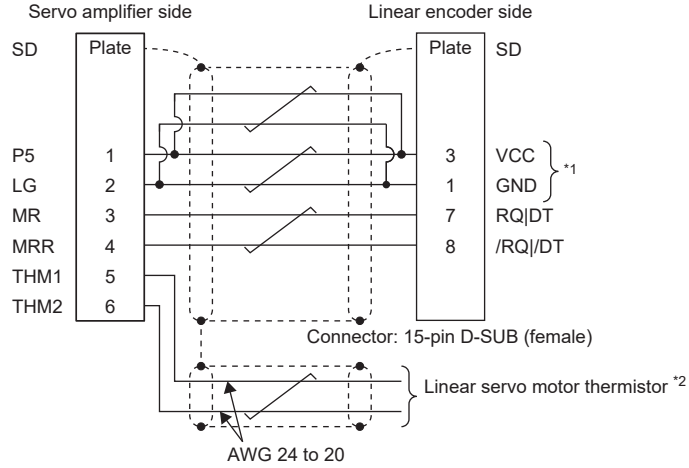 Servo amplifier side
Linear encoder side
SD Plate Plate SD
P5 1 3 VCC
*1
LG 2 1 GND
MR 3 7 RQ|DT
MRR 4 8 /RQ|/DT
THM1 5
THM2 6
Connector: 15-pin D-SUB (female)
Linear servo motor thermistor *2
AWG 24 to 20